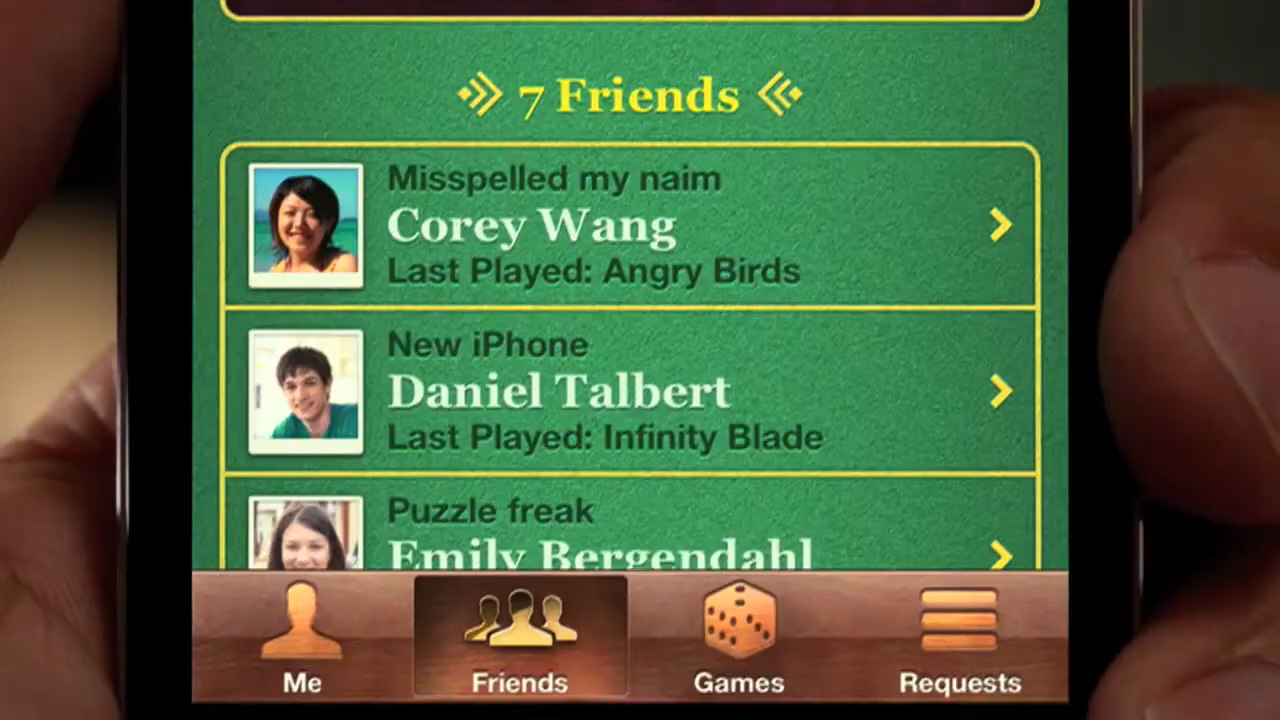 7 Friends
Misspelled my naim
Corey Wang
Last Played: Angry Birds
New iPhone
Daniel Talbert
Last Played: Infinity Blade
Puzzle freak
Emily Bergendahl
Me
Friends
Games
Requests